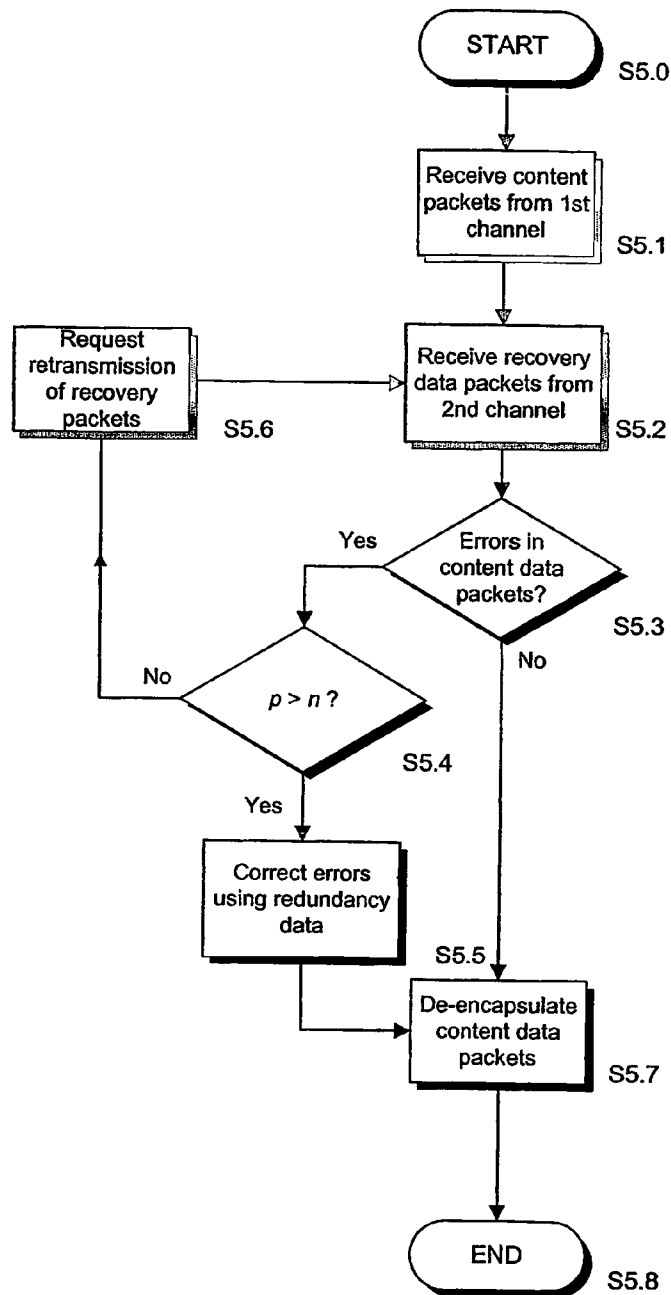 START
S5.0
Receive content
packets from 1st
channel
S5.1
Request
retransmission
of recovery
packets
S5.6
Receive recovery
data packets from
2nd channel
S5.2
Yes
Errors in
content data
packets?
S5.3
No
No
p > n ?
S5.4
Yes
Correct errors
using redundancy
data
S5.5
De-encapsulate
content data
packets
S5.7
END
S5.8